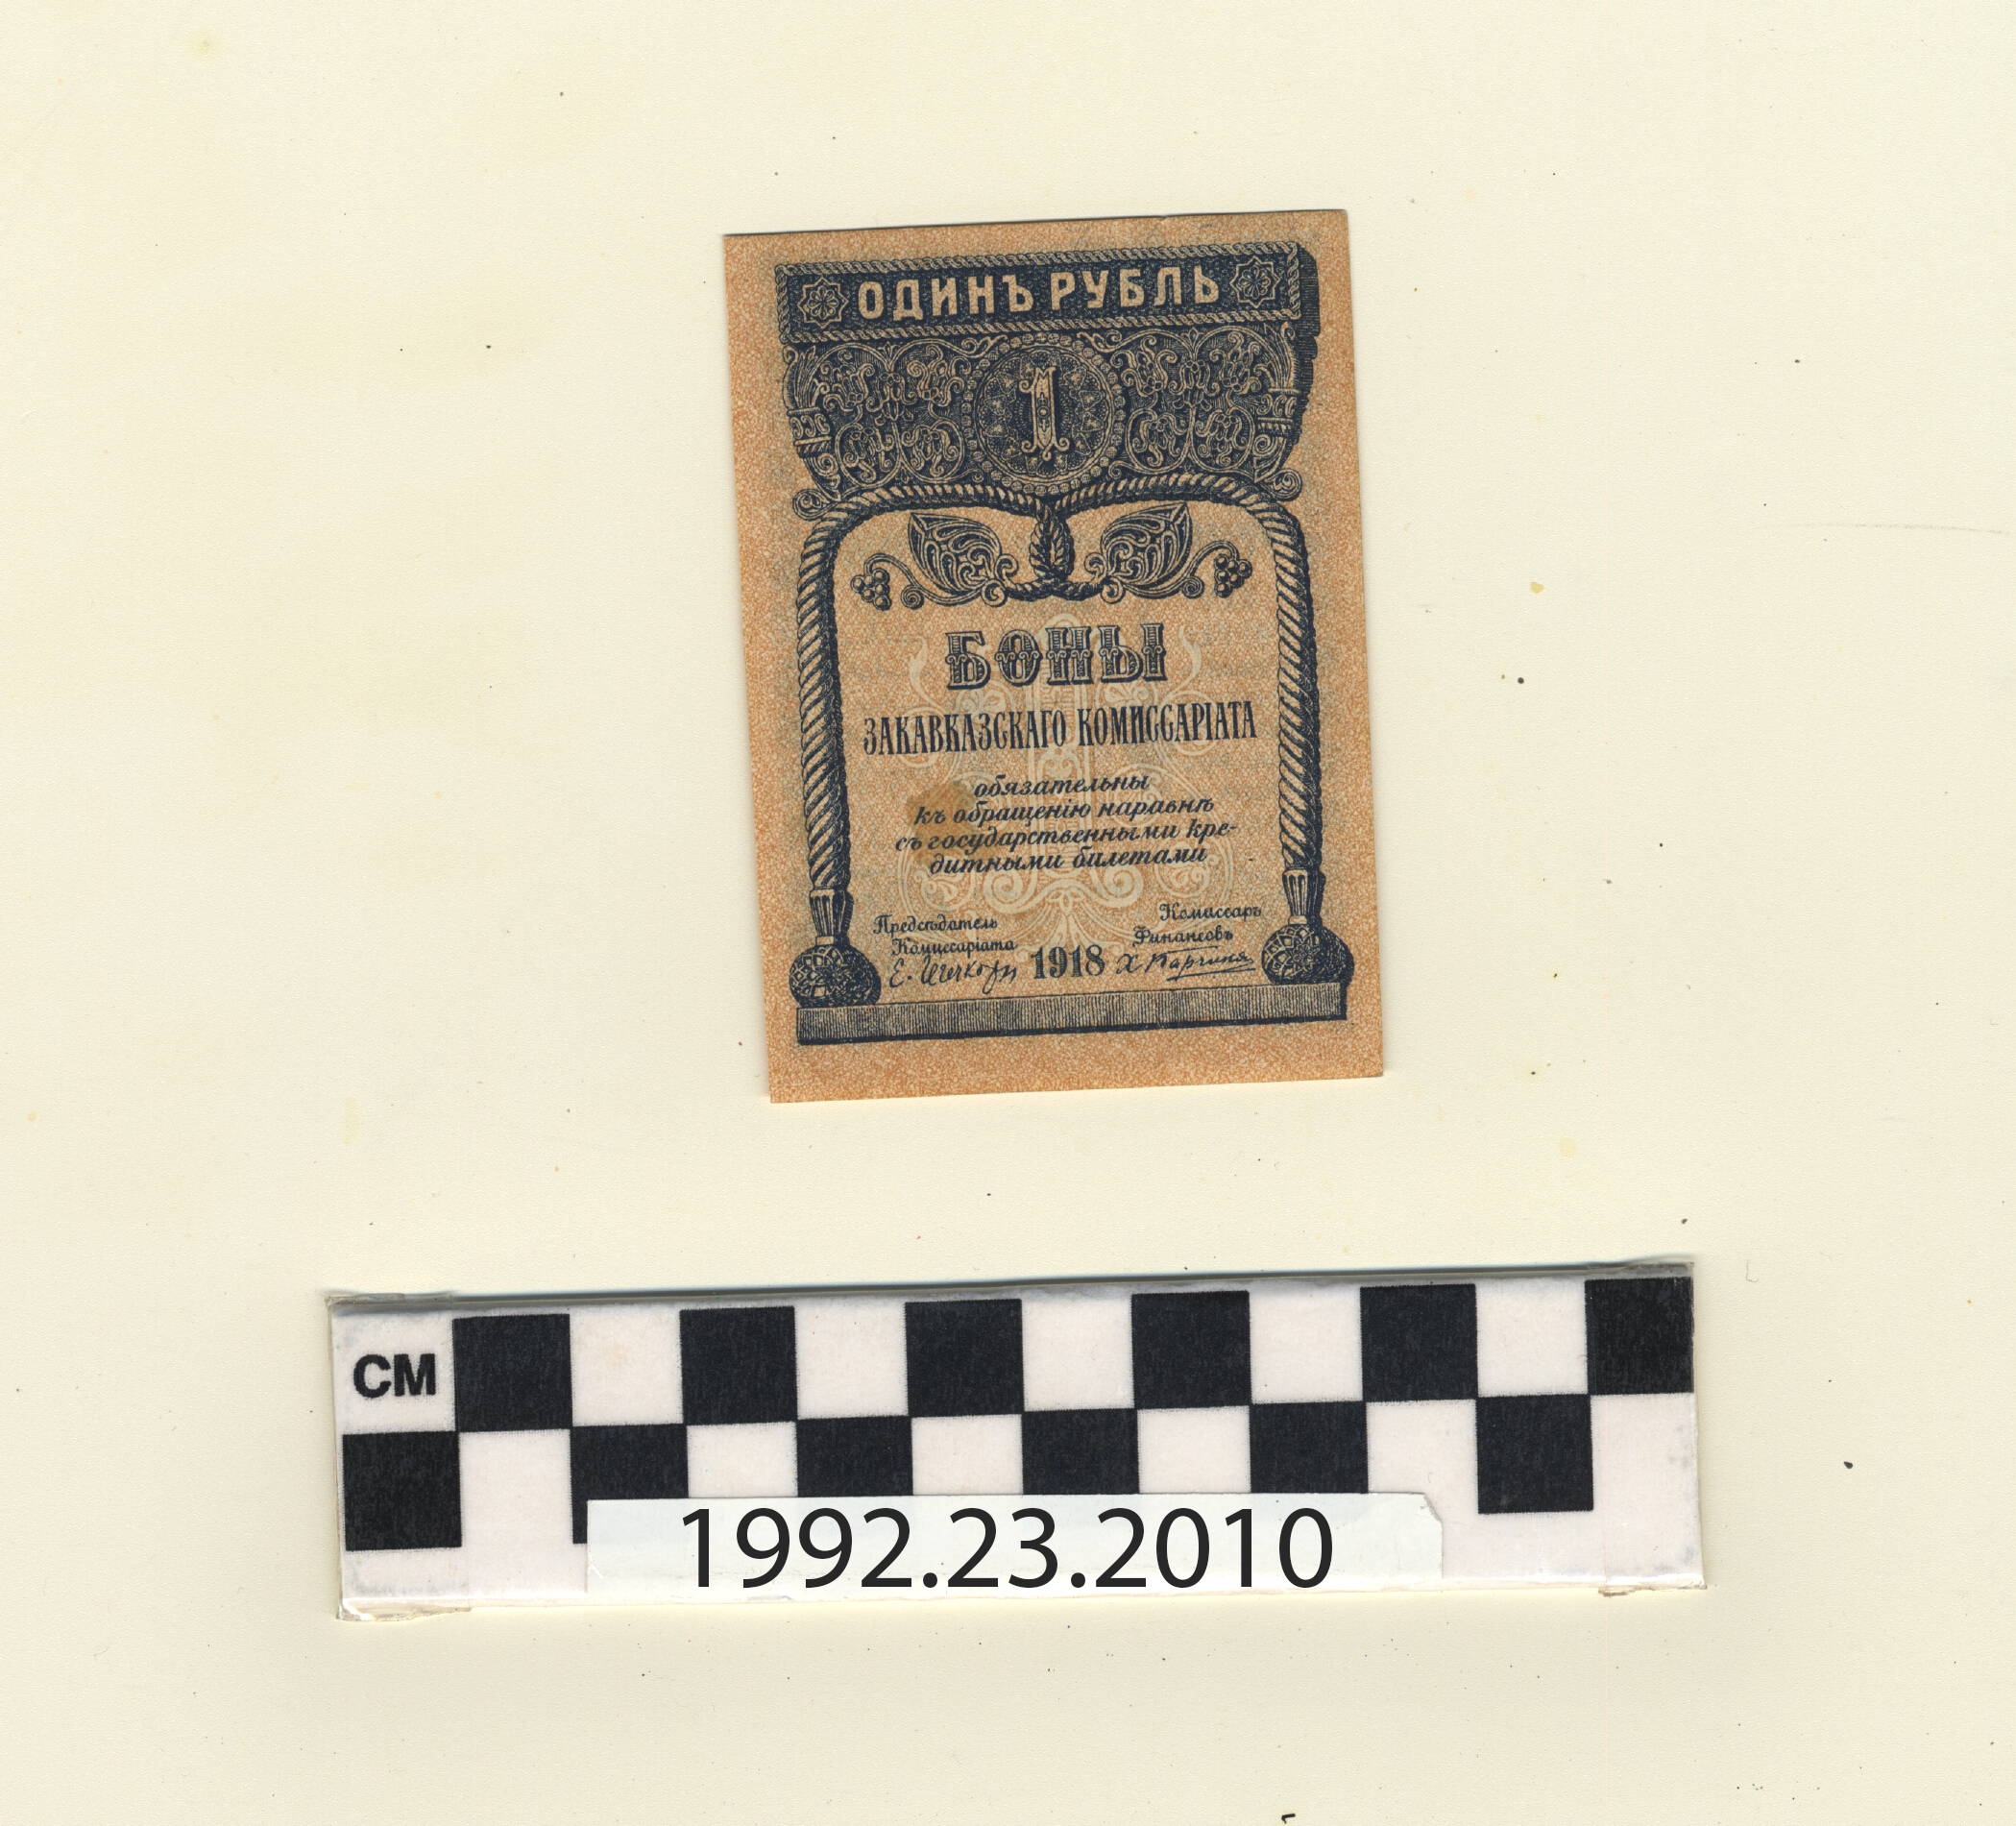 ОДИНЪ РУБЛЬ
1
БОНЫ
ЗАКАВКАЗСКАГО КОМИССАРІАТА
обязательны
къ обращенію наравнѣ
съ государственными кре-
дитными билетами
Предсѣдатель
Комиссаріата
Е. Гегечкори
Комиссаръ
Финансовъ
1918
CM
1992.23.2010